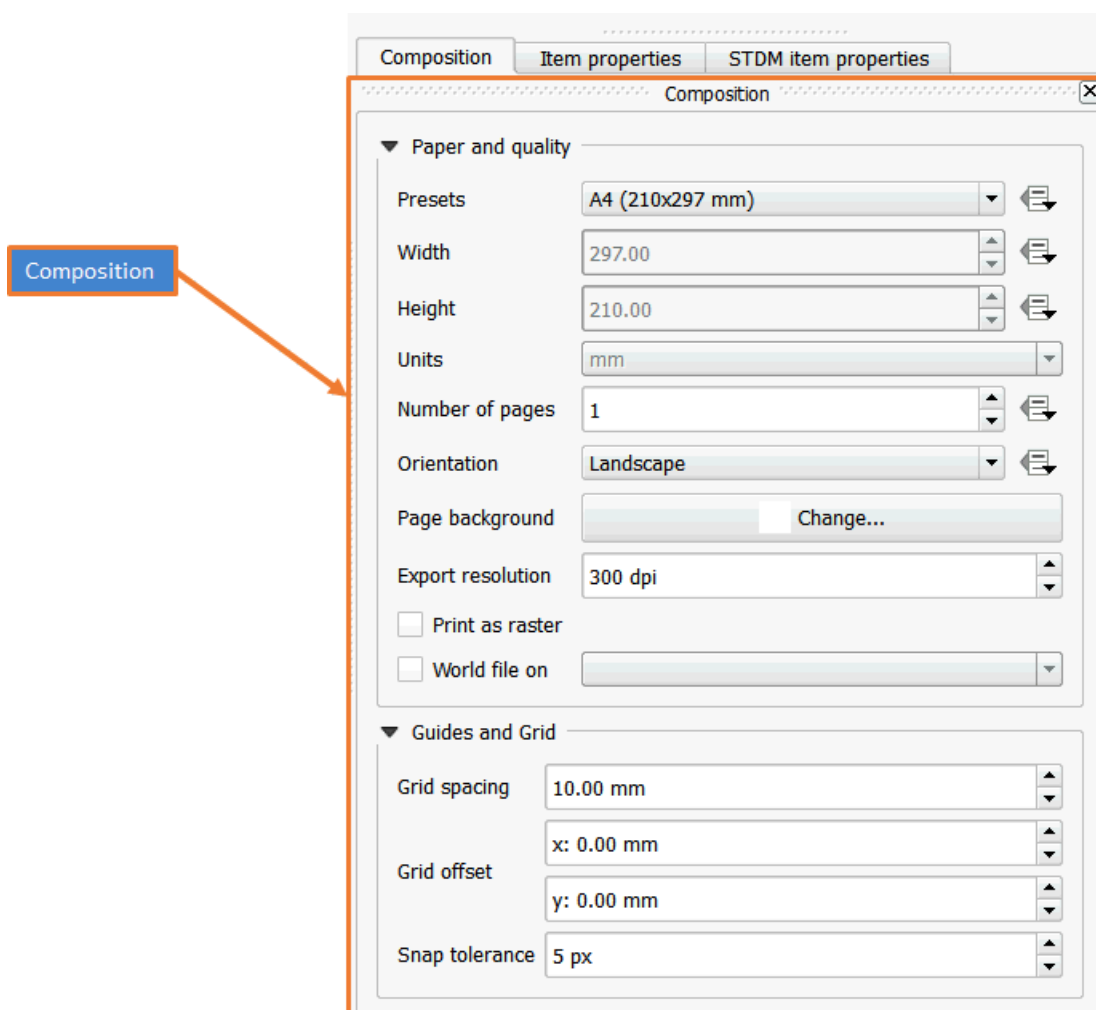 Composition Item properties STDM item properties
Composition
Paper and quality
Presets A4 (210x297 mm)
Width 297.00
Composition
Height 210.00
Units mm
Number of pages 1
Orientation Landscape
Page background Change...
Export resolution 300 dpi
Print as raster
World file on
Guides and Grid
Grid spacing 10.00 mm
x: 0.00 mm
Grid offset
y: 0.00 mm
Snap tolerance 5 px